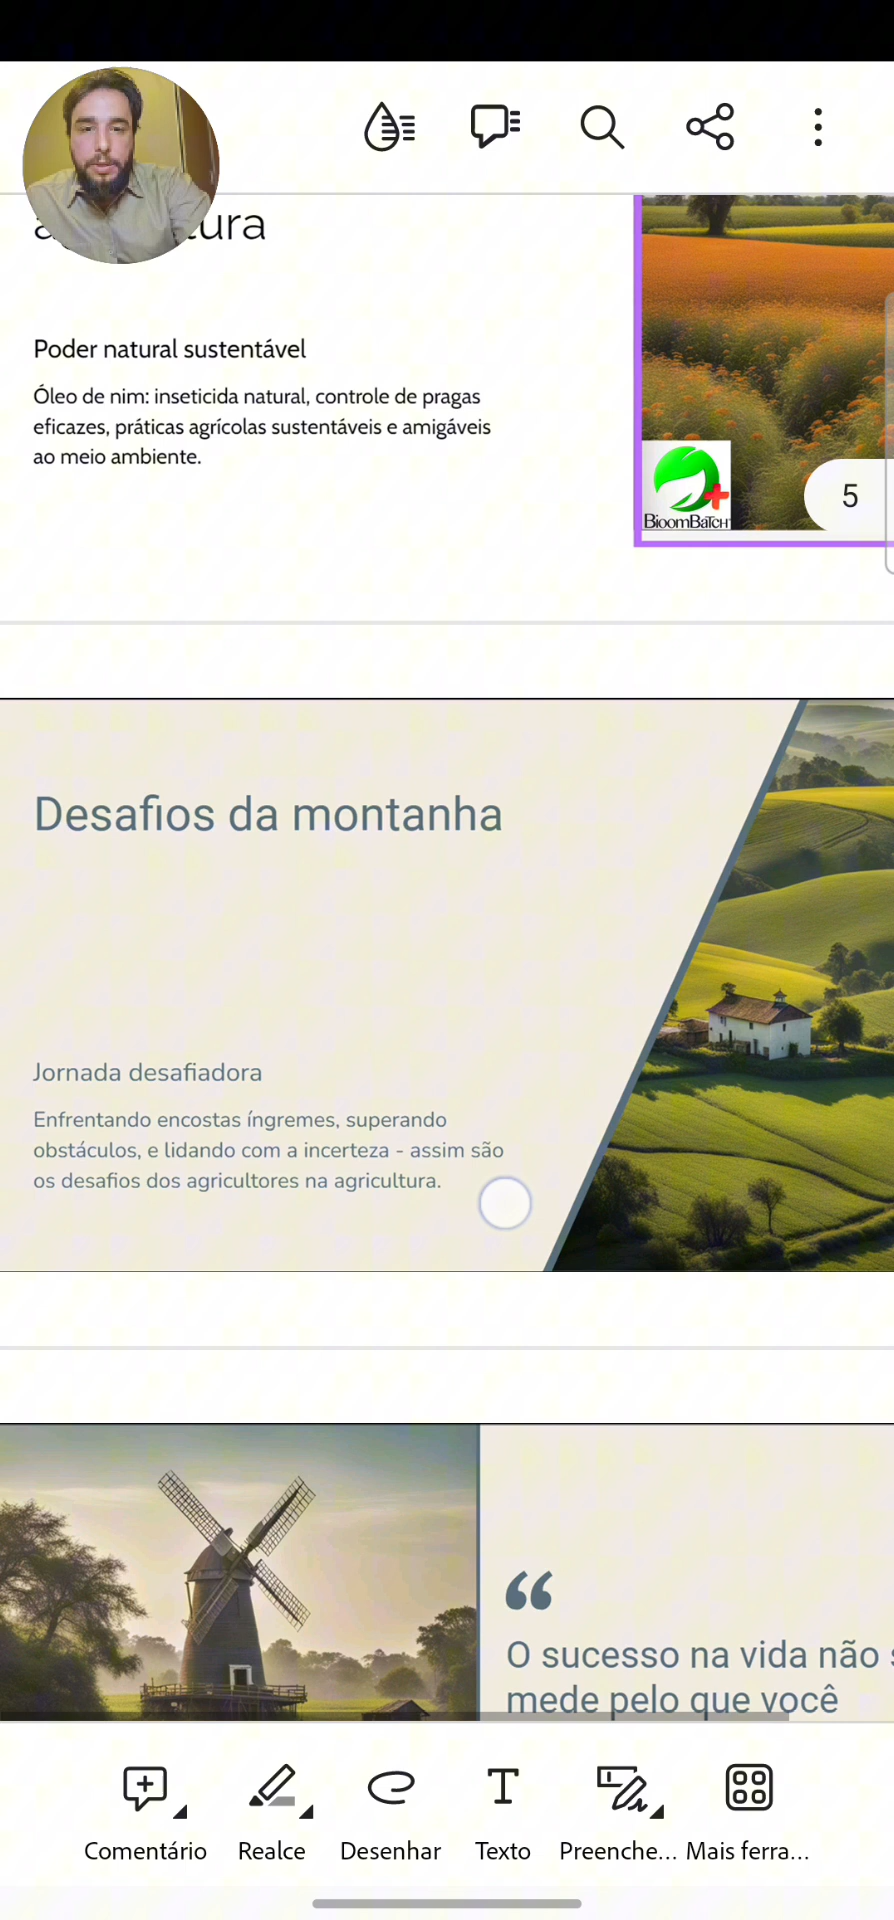 Poder natural sustentável
Óleo de nim: inseticida natural, controle de pragas
eficazes, práticas agrícolas sustentáveis e amigáveis
ao meio ambiente.
BioomBaTcH
5
Desafios da montanha
Jornada desafiadora
Enfrentando encostas íngremes, superando
obstáculos, e lidando com a incerteza - assim são
os desafios dos agricultores na agricultura.
“
O sucesso na vida não
mede pelo que você
Comentário
Realce
Desenhar
Texto
Preenche...
Mais ferra...